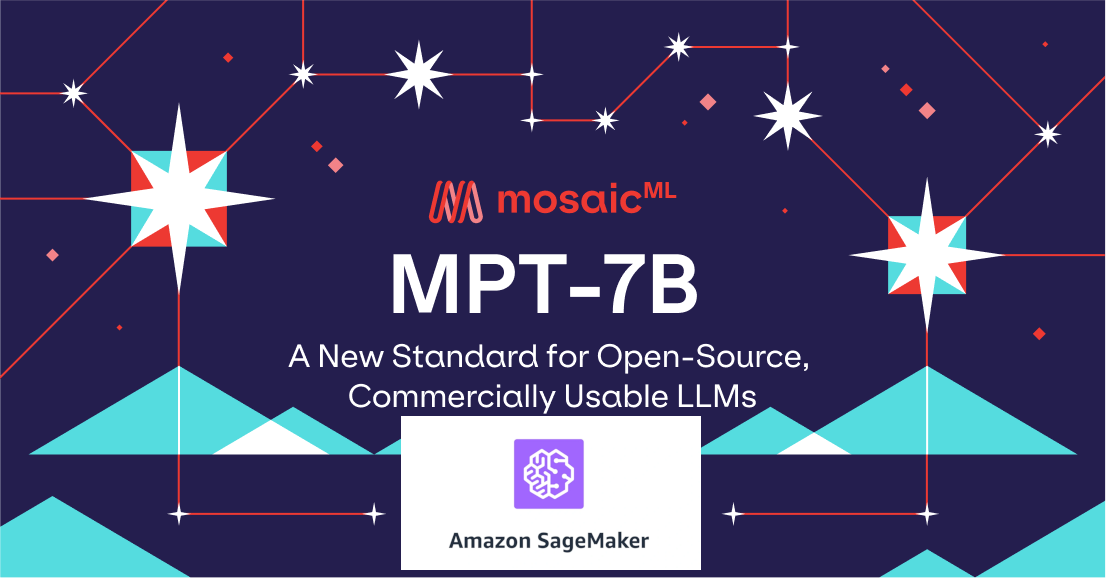 mosaicML
MPT-7B
A New Standard for Open-Source,
Commercially Usable LLMs
Amazon SageMaker